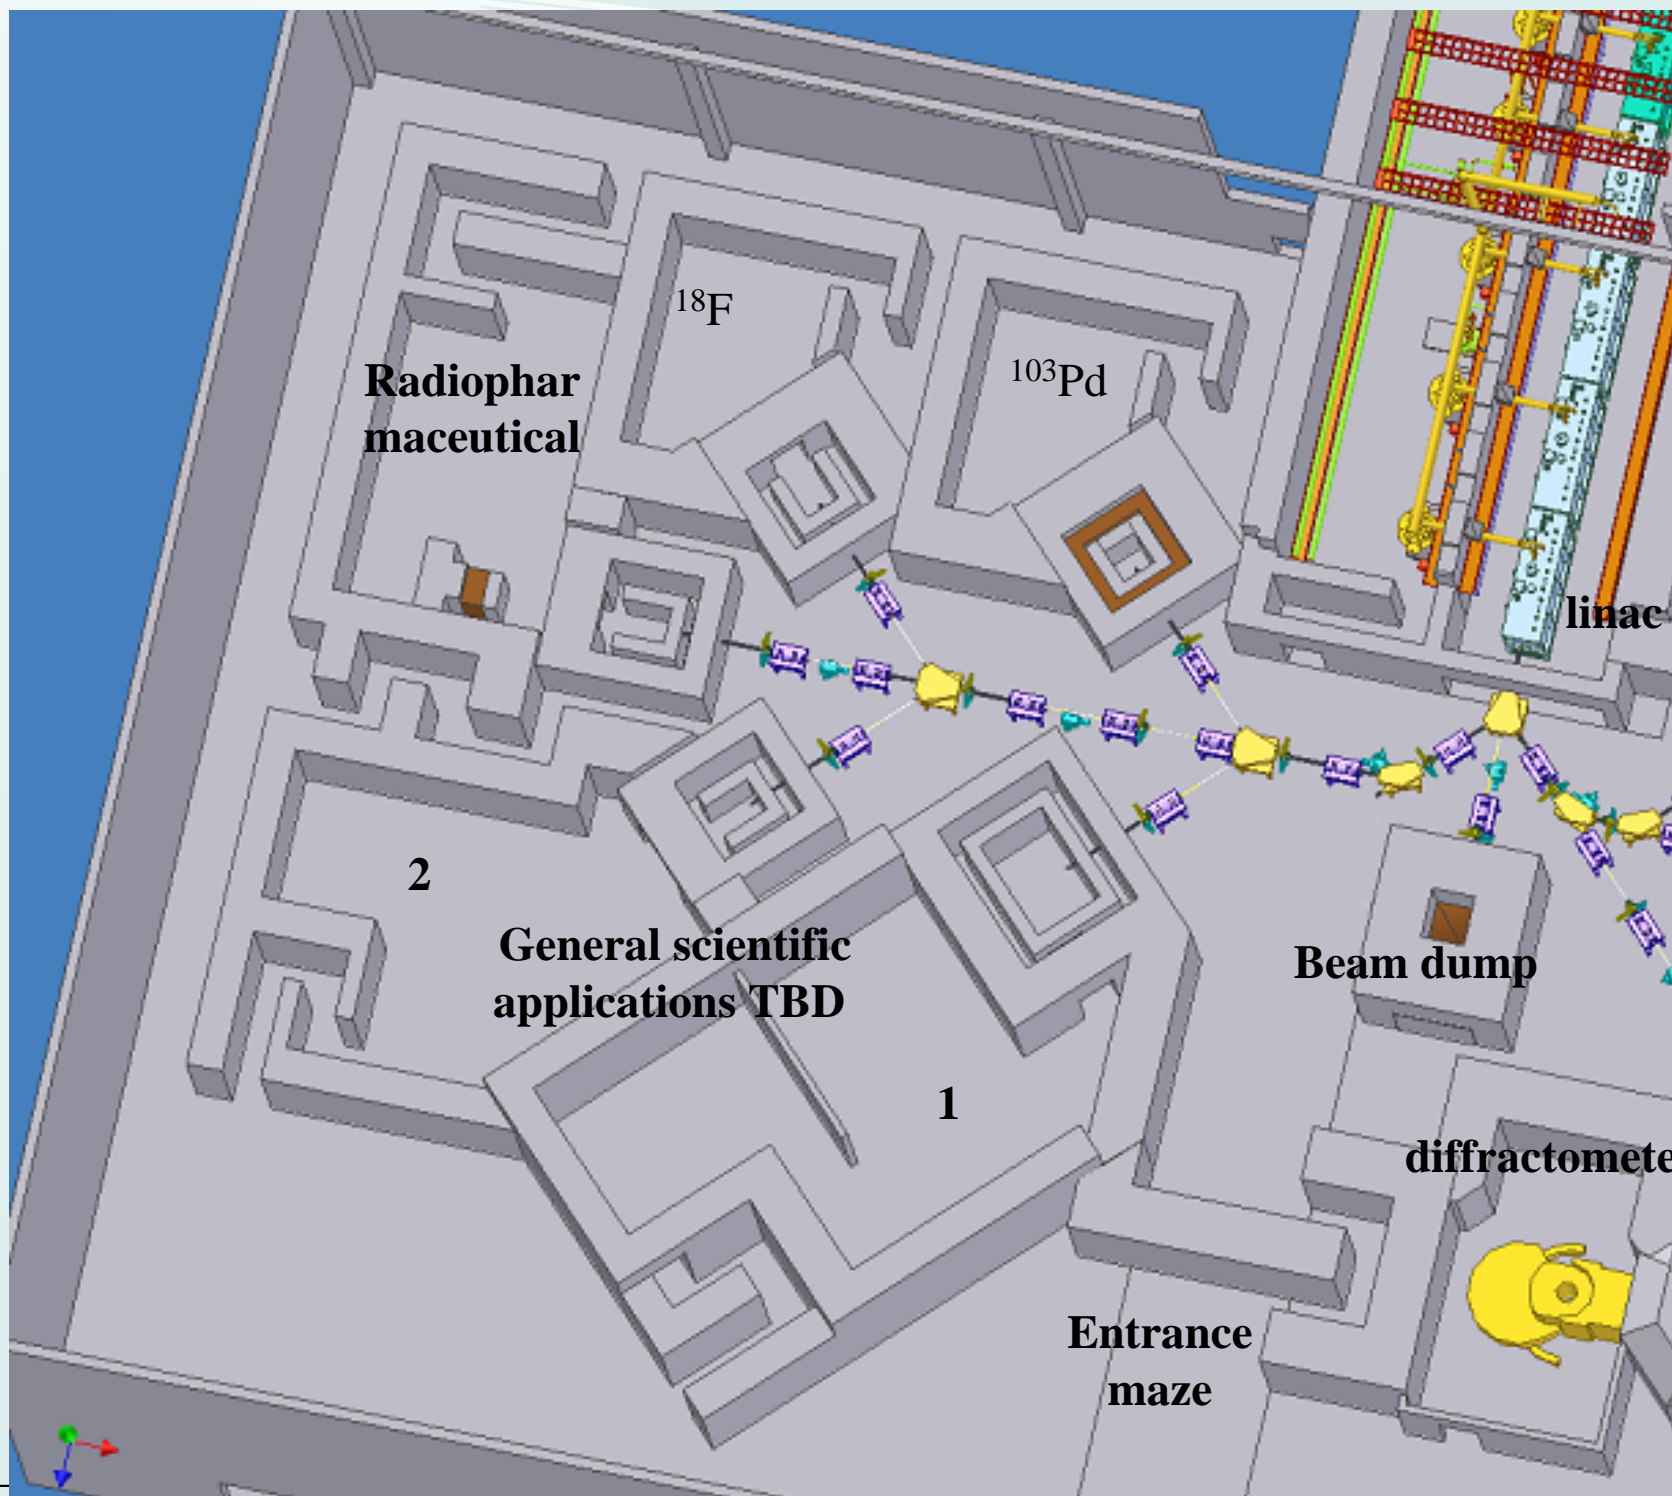 18F
103Pd
Radiophar
maceutical
linac
2
General scientific
applications TBD
Beam dump
1
diffractomete
Entrance
maze